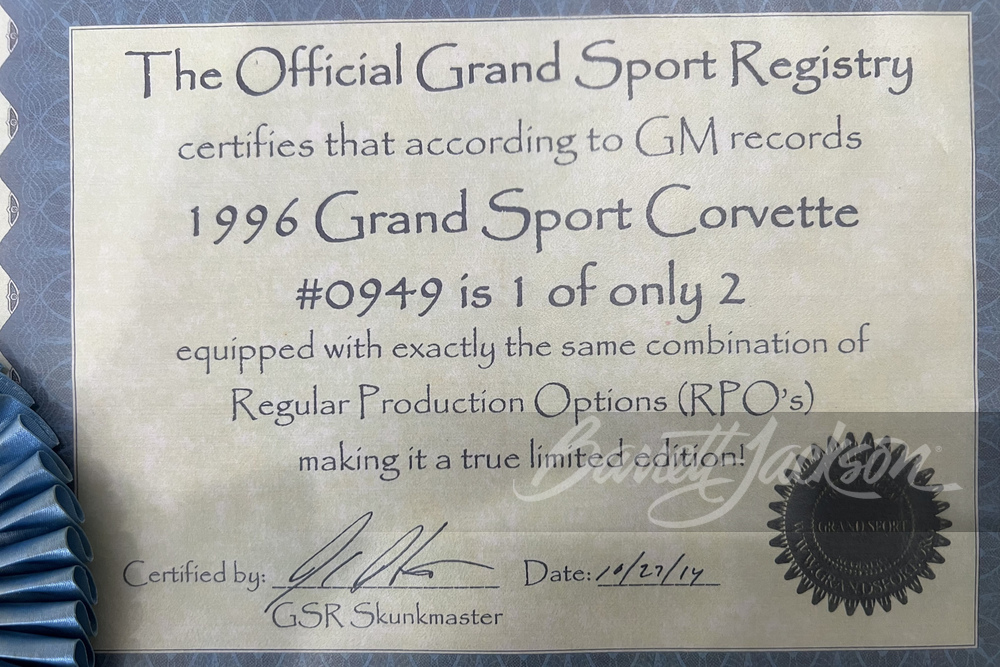 The Official Grand Sport Registry
certifies that according to GM records
1996 Grand Sport Corvette
#0949 is 1 of only 2
equipped with exactly the same combination of
Regular Production Options (RPO's)
making it a true limited edition!
Barrett-Jackson
GRAND SPORT
Certified by:
Date: 10/27/14
GSR Skunkmaster